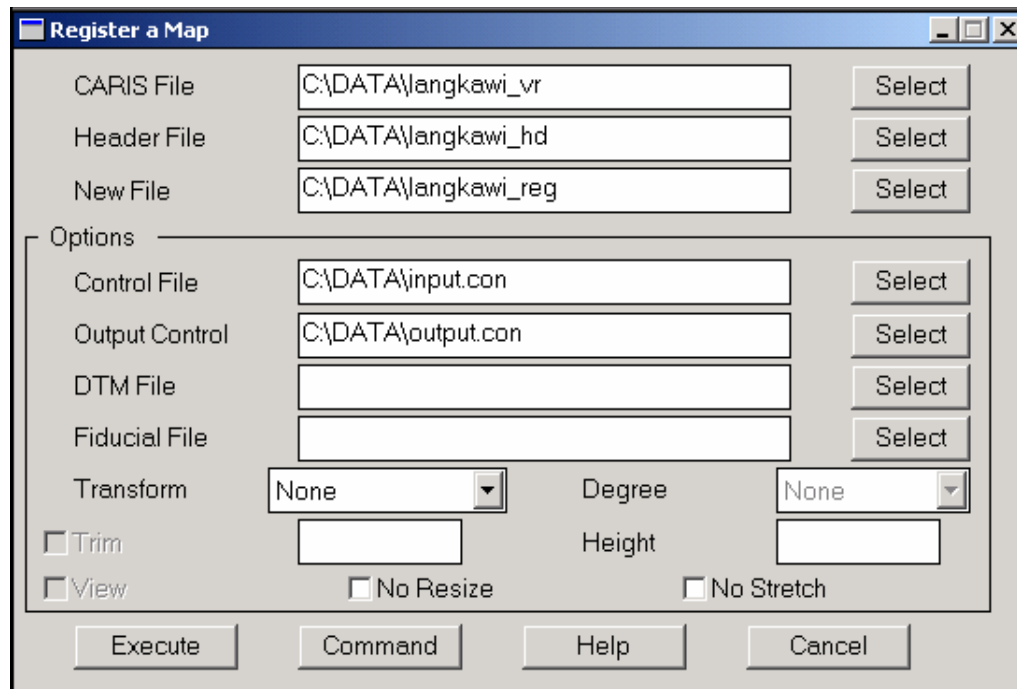 Register a Map
CARIS File C:\DATA\langkawi_vr Select
Header File C:\DATA\langkawi_hd Select
New File C:\DATA\langkawi_reg Select
Options
Control File C:\DATA\input.con Select
Output Control C:\DATA\output.con Select
DTM File Select
Fiducial File Select
Transform None Degree None
Trim Height
View No Resize No Stretch
Execute Command Help Cancel